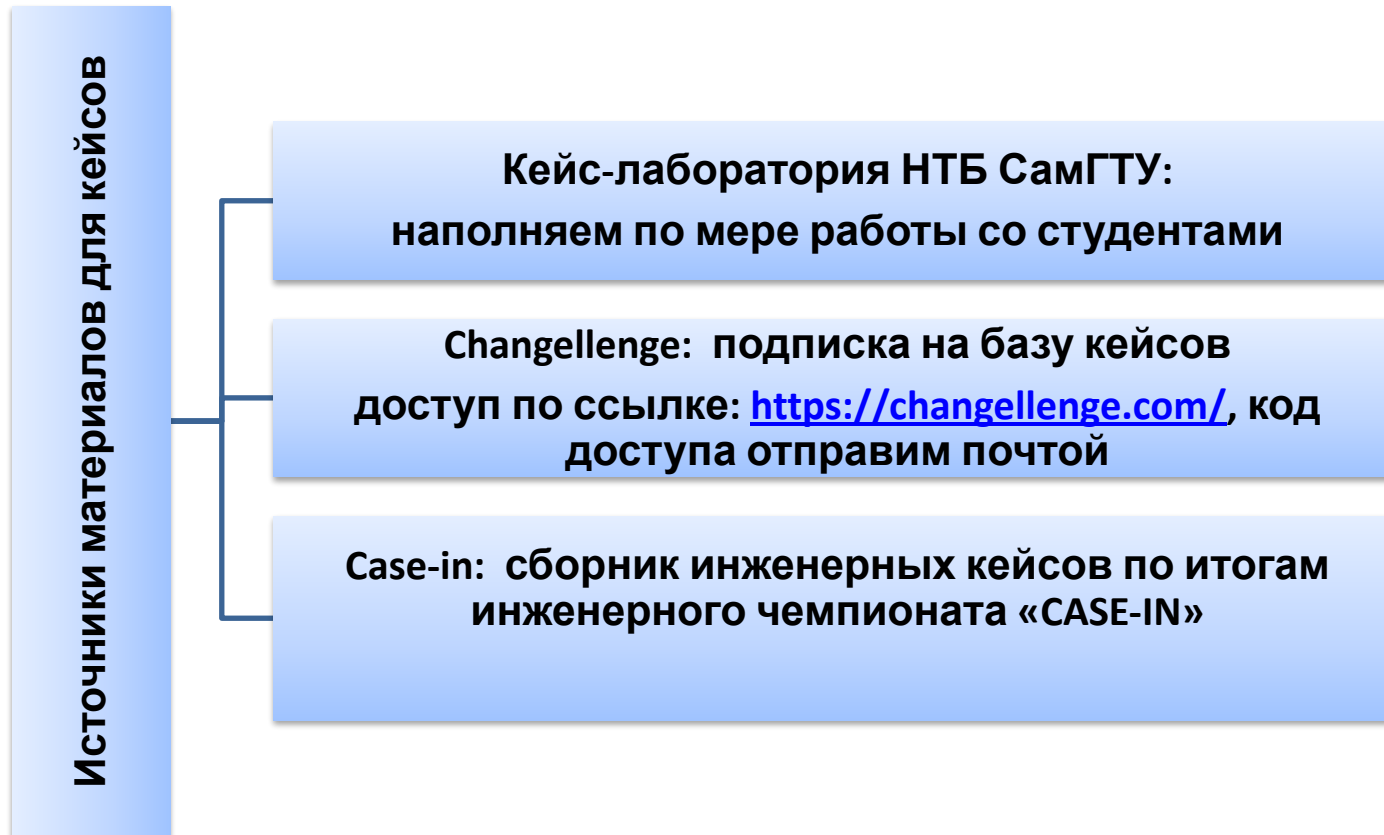 Источники материалов для кейсов
Кейс-лаборатория НТБ СамГТУ:
наполняем по мере работы со студентами
Changellenge: подписка на базу кейсов
доступ по ссылке: https://changellenge.com/, код
доступа отправим почтой
Case-in: сборник инженерных кейсов по итогам
инженерного чемпионата «CASE-IN»